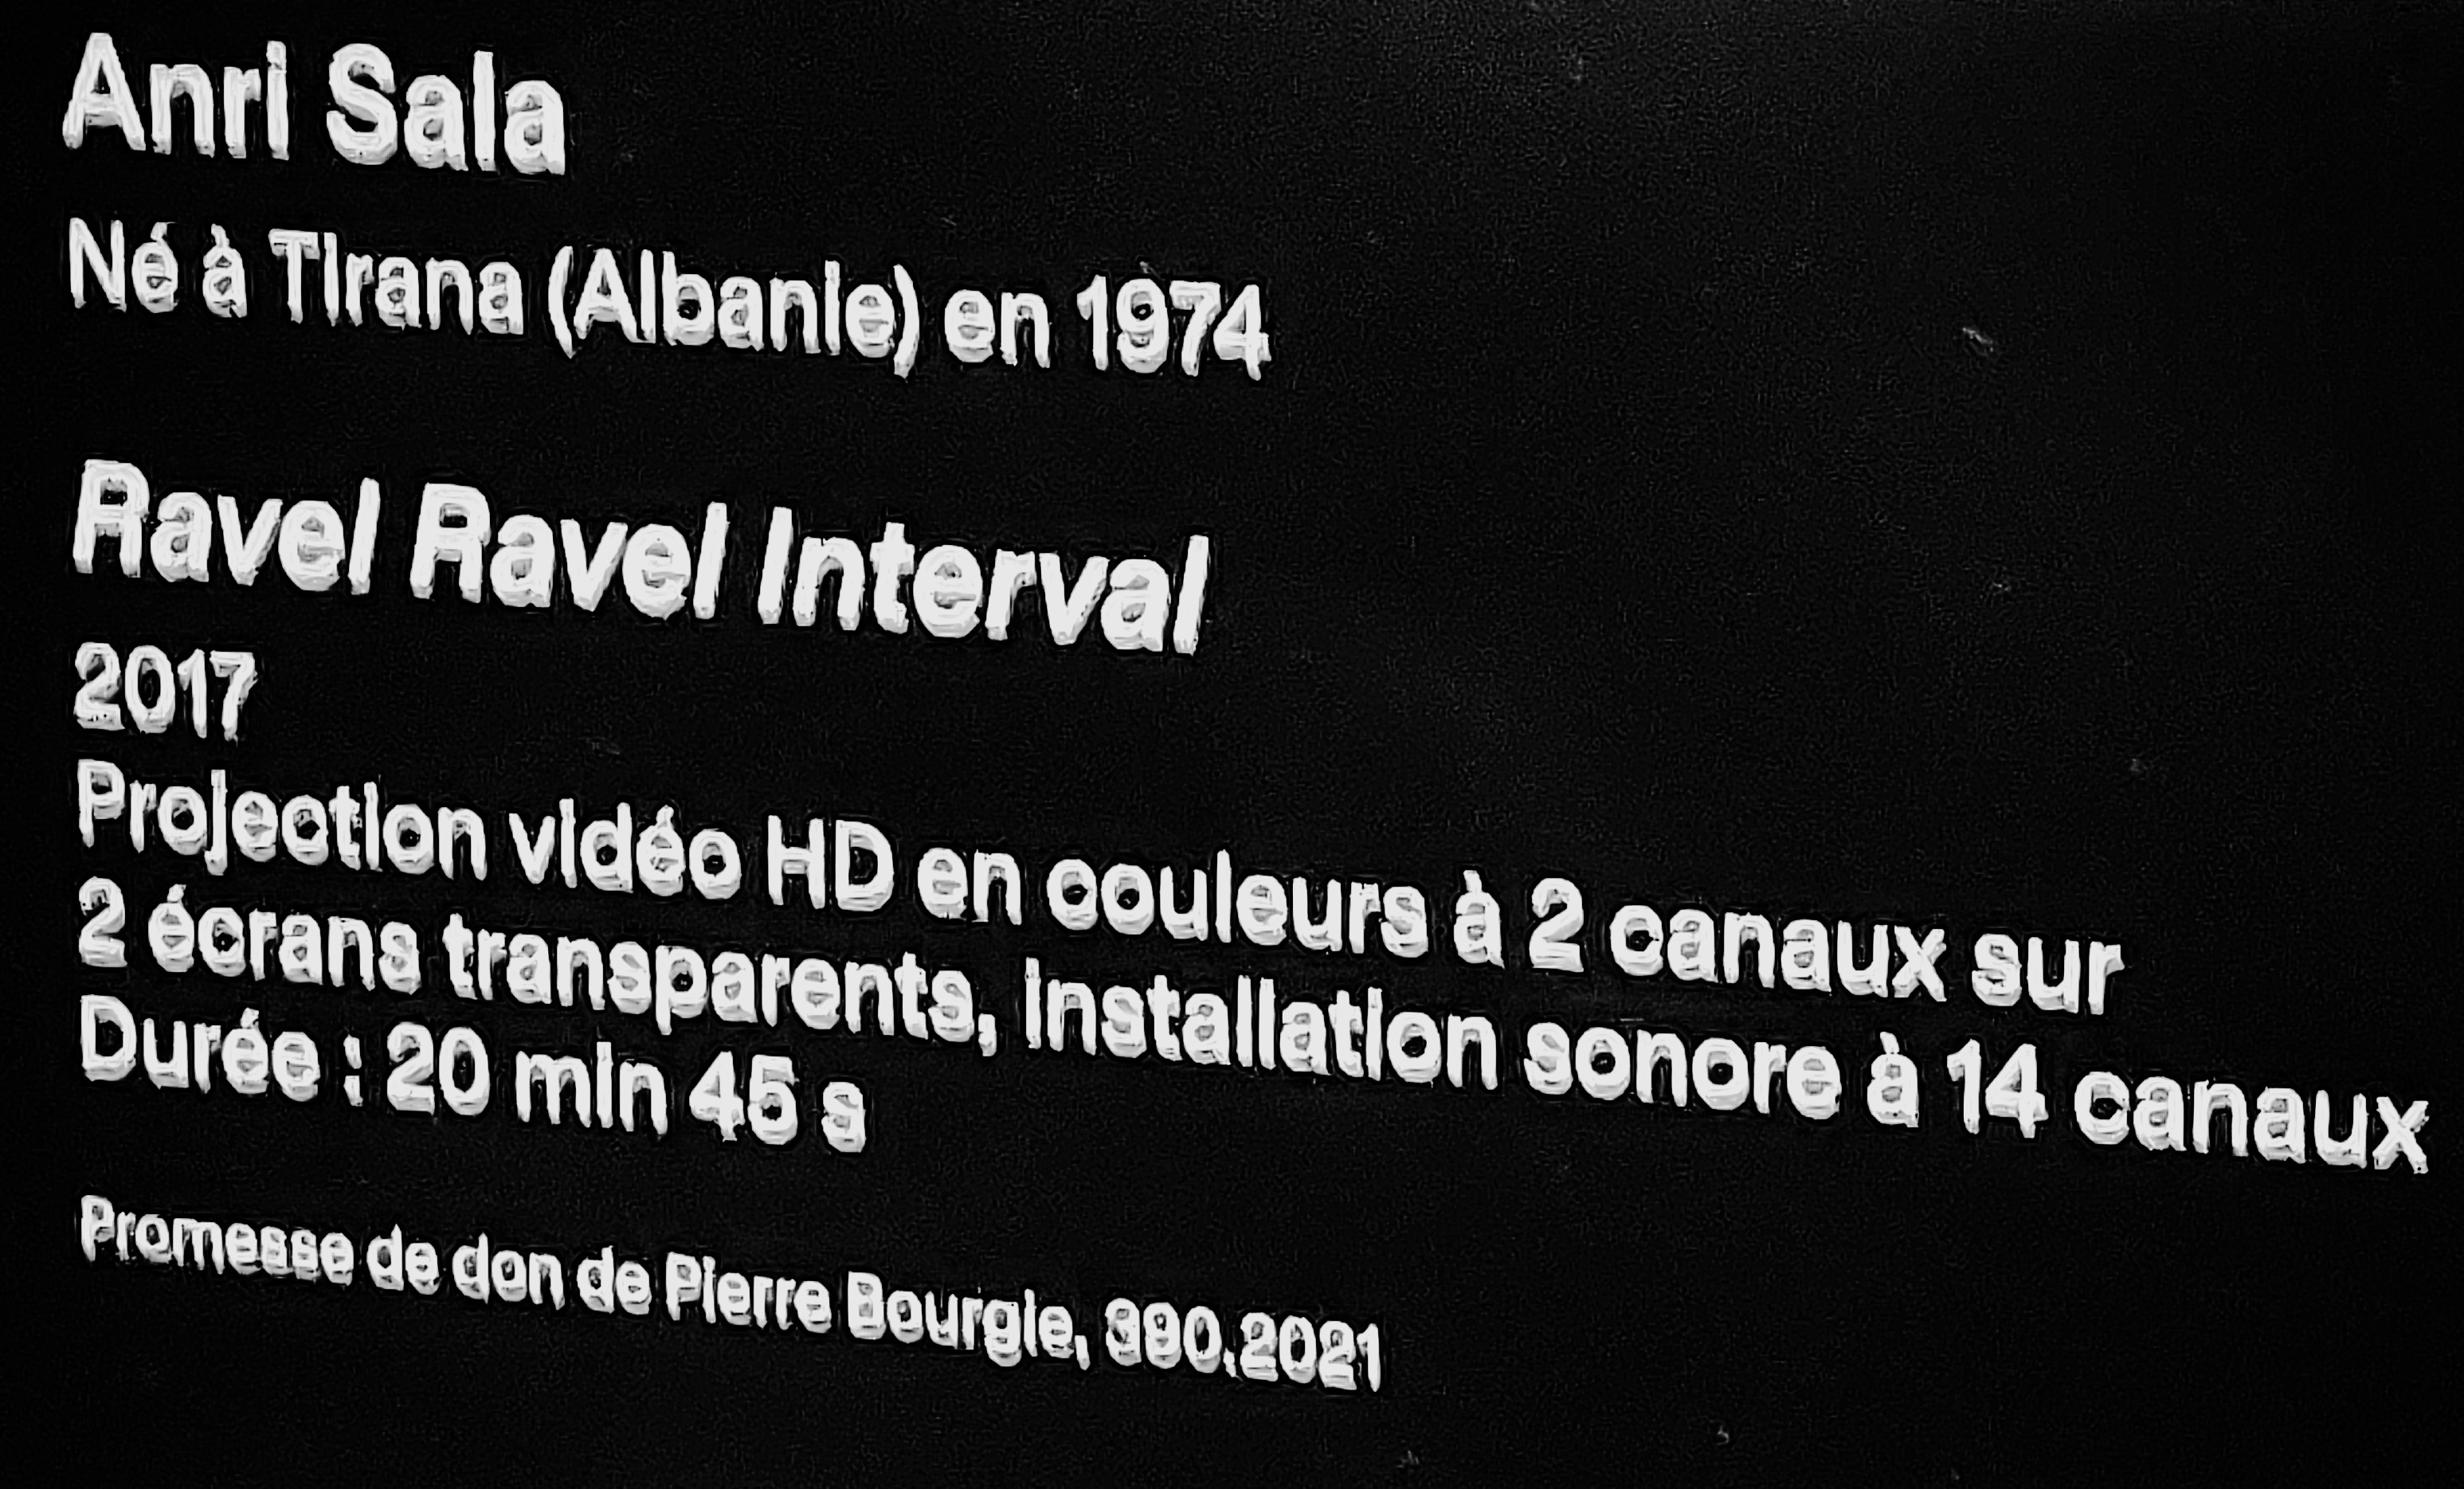 Anri Sala
Né à Tirana (Albanie) en 1974
Ravel Ravel Interval
2017
Projection vidéo HD en couleurs à 2 canaux sur
2 écrans transparents, installation sonore à 14 canaux
Durée : 20 min 45 s
Promesse de don de Pierre Bourgie, 390.2021